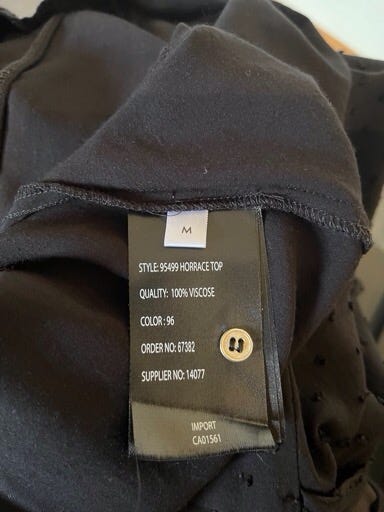 M
STYLE: 95499 HORRACE TOP
QUALITY: 100% VISCOSE
COLOR : 96
ORDER NO: 67382
SUPPLIER NO: 14077
IMPORT
CA01561